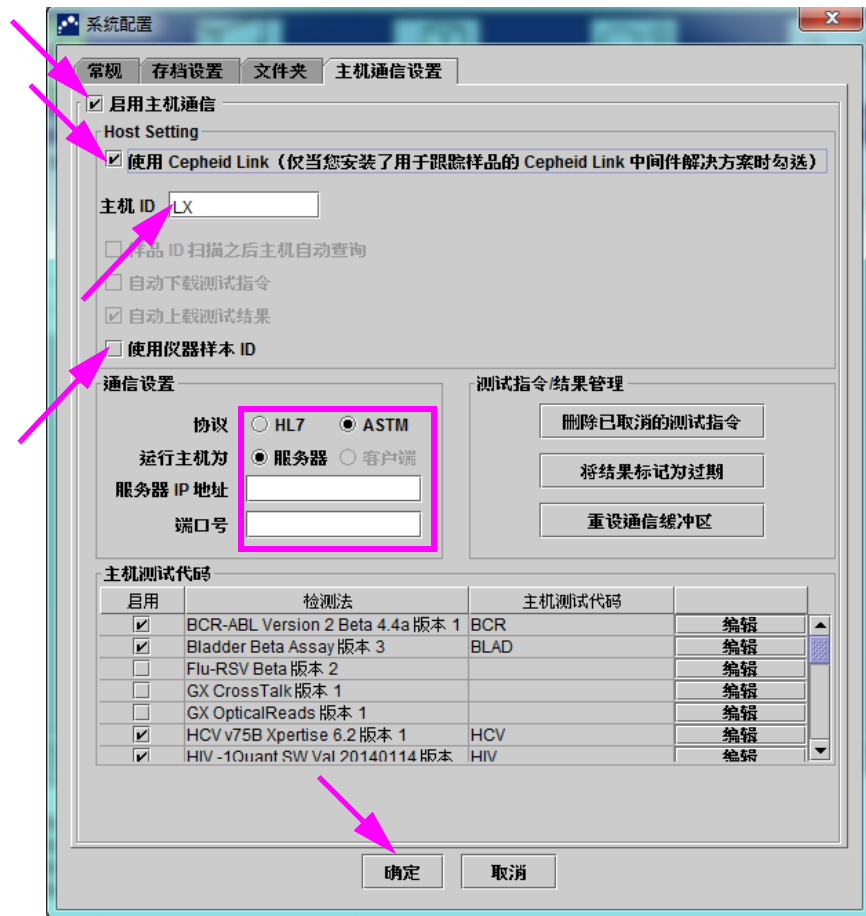 系统配置
常规 存档设置 文件夹 主机通信设置
启用主机通信
Host Setting
使用 Cepheid Link（仅当您安装了用于跟踪样品的 Cepheid Link 中间件解决方案时勾选）
主机 ID LX
样品 ID 扫描之后主机自动查询
自动下载测试指令
自动上载测试结果
使用仪器样本 ID
通信设置
协议 HL7 ASTM
运行主机为 服务器 客户端
服务器 IP 地址
端口号
测试指令/结果管理
删除已取消的测试指令
将结果标记为过期
重设通信缓冲区
主机测试代码
启用 检测法 主机测试代码
BCR-ABL Version 2 Beta 4.4a 版本 1 BCR 编辑
Bladder Beta Assay 版本 3 BLAD 编辑
Flu-RSV Beta 版本 2 编辑
GX CrossTalk 版本 1 编辑
GX OpticalReads 版本 1 编辑
HCV v75B Xpertise 6.2 版本 1 HCV 编辑
HIV -1Quant SW Val 20140114 版本 HIV 编辑
确定 取消